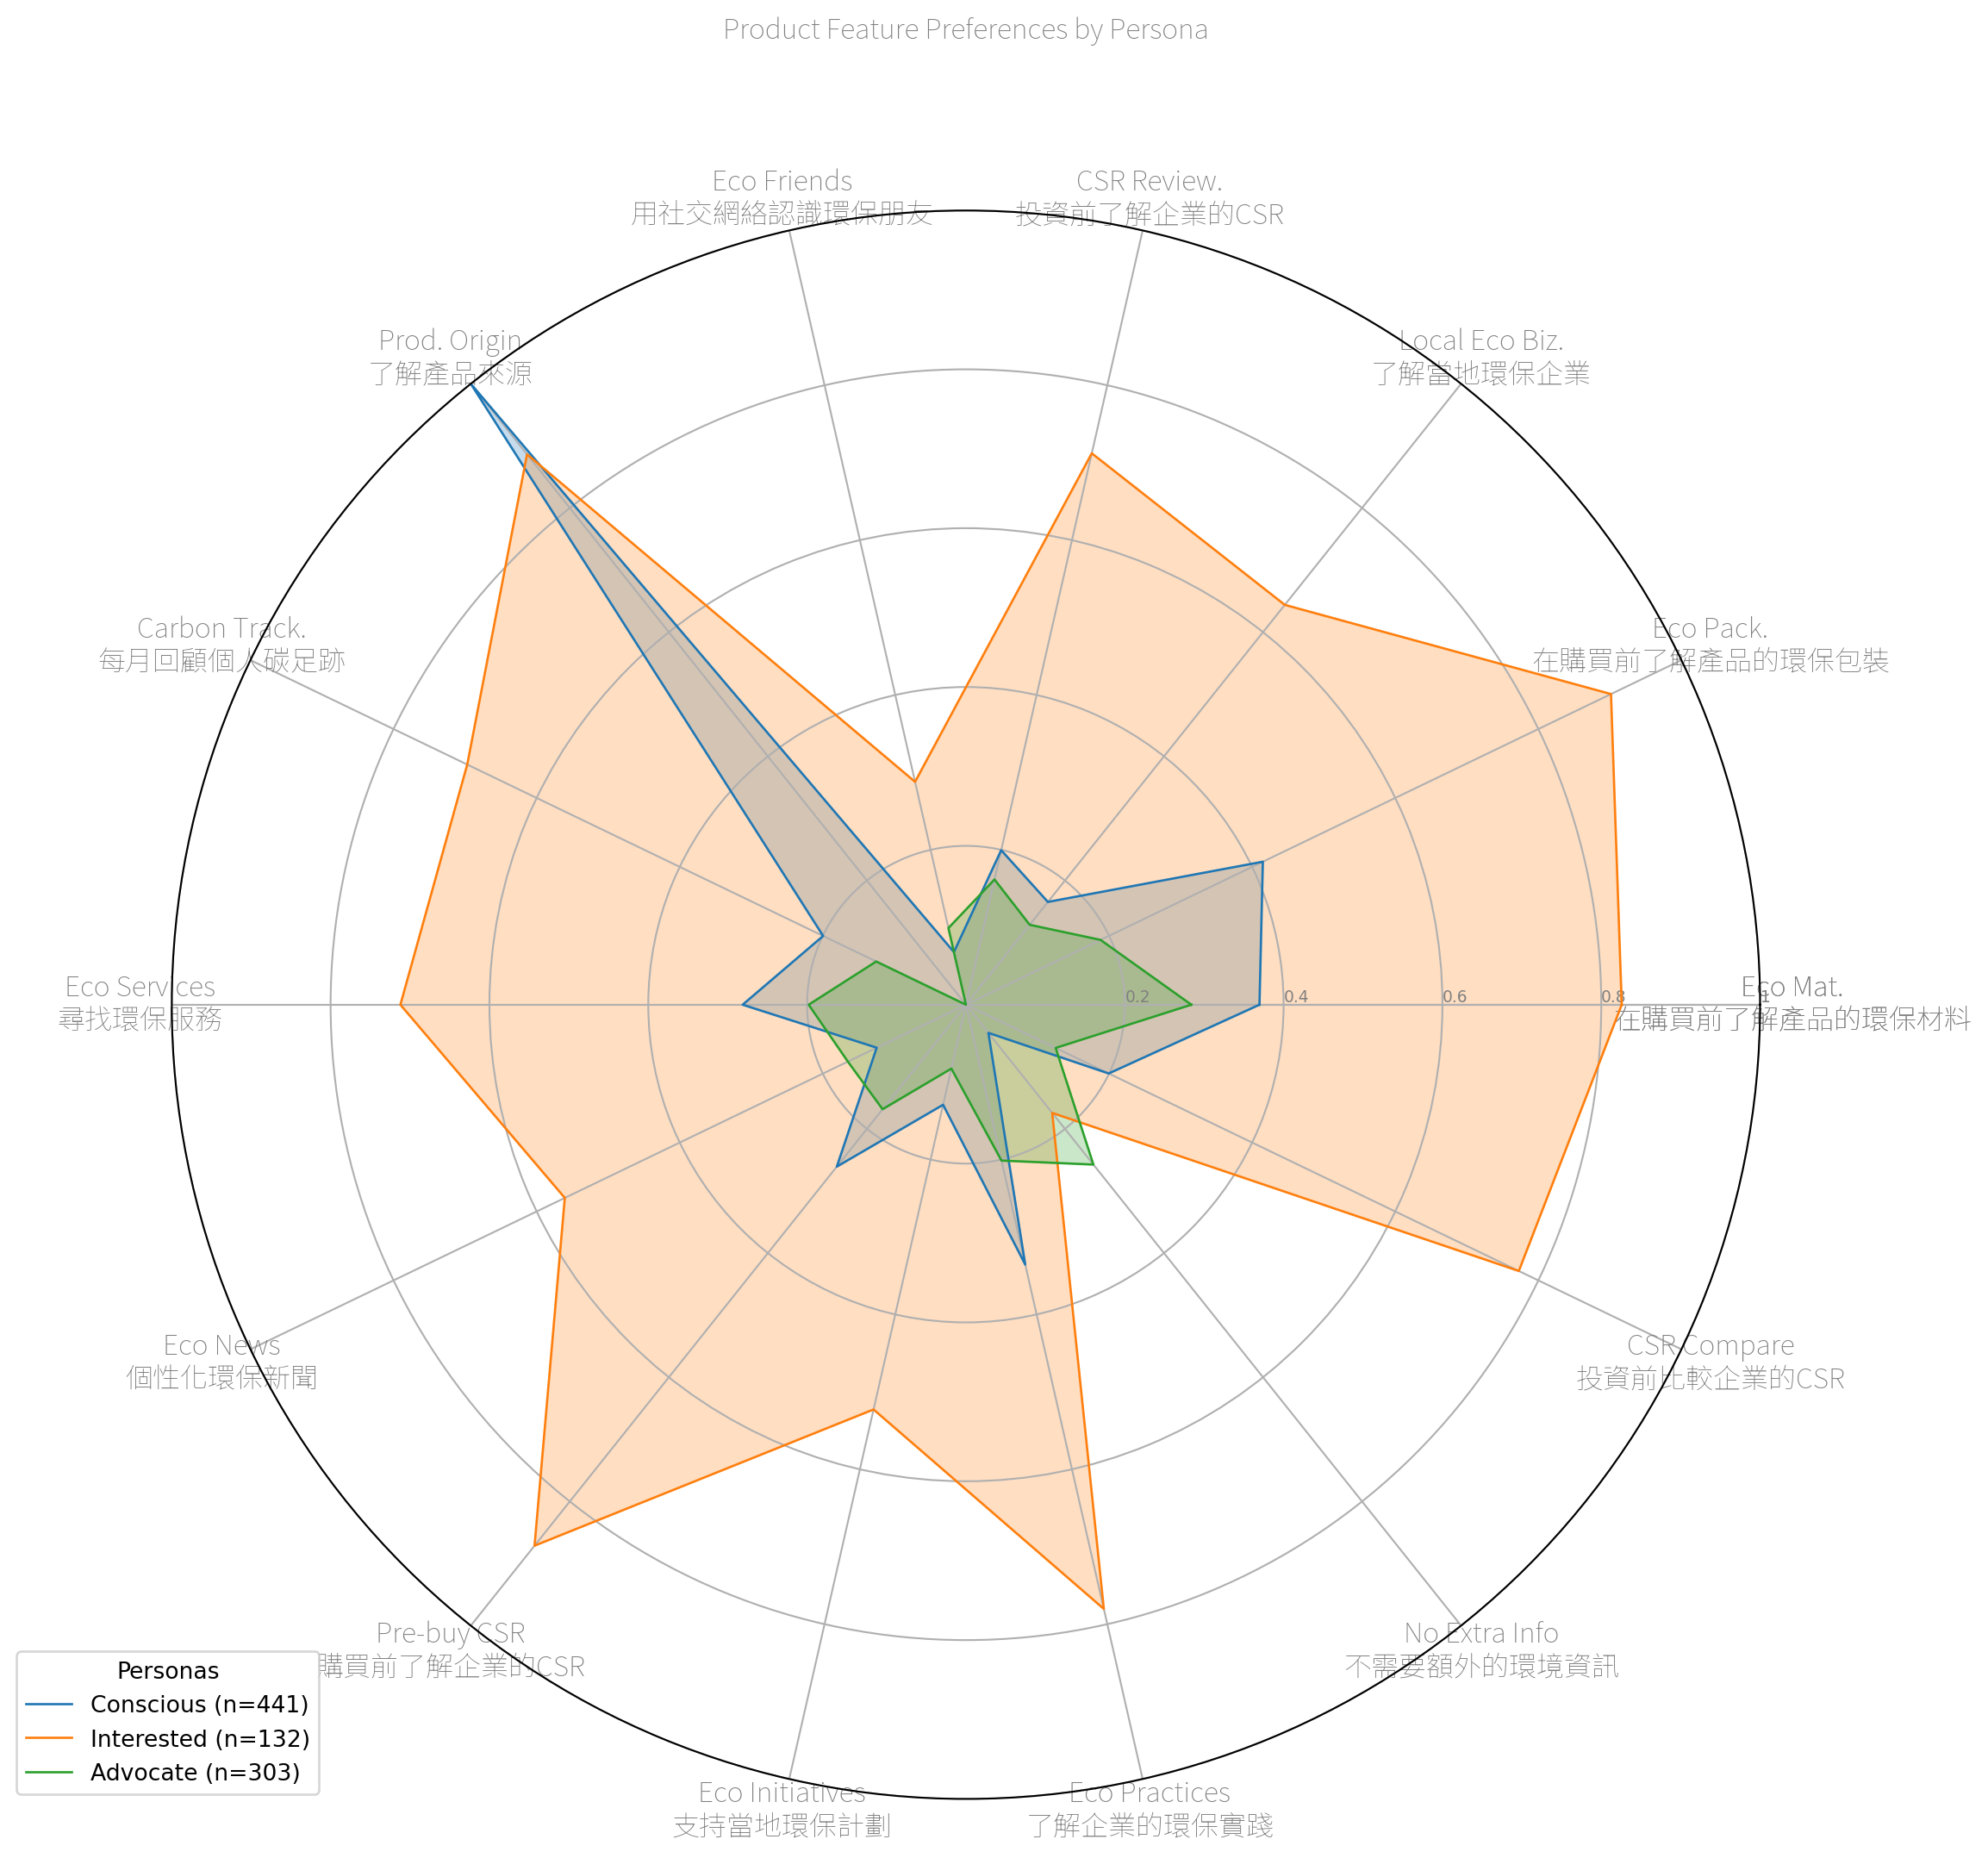 Product Feature Preferences by Persona
Eco Friends
用社交網絡認識環保朋友
CSR Review.
投資前了解企業的CSR
Prod. Origin
了解產品來源
Local Eco Biz.
了解當地環保企業
Carbon Track.
每月回顧個人碳足跡
Eco Pack.
在購買前了解產品的環保包裝
Eco Services
尋找環保服務
0.2
0.4
0.6
0.8
1
Eco Mat.
在購買前了解產品的環保材料
Eco News
個性化環保新聞
CSR Compare
投資前比較企業的CSR
Pre-buy CSR
購買前了解企業的CSR
No Extra Info
不需要額外的環境資訊
Eco Initiatives
支持當地環保計劃
Eco Practices
了解企業的環保實踐
Personas
Conscious (n=441)
Interested (n=132)
Advocate (n=303)